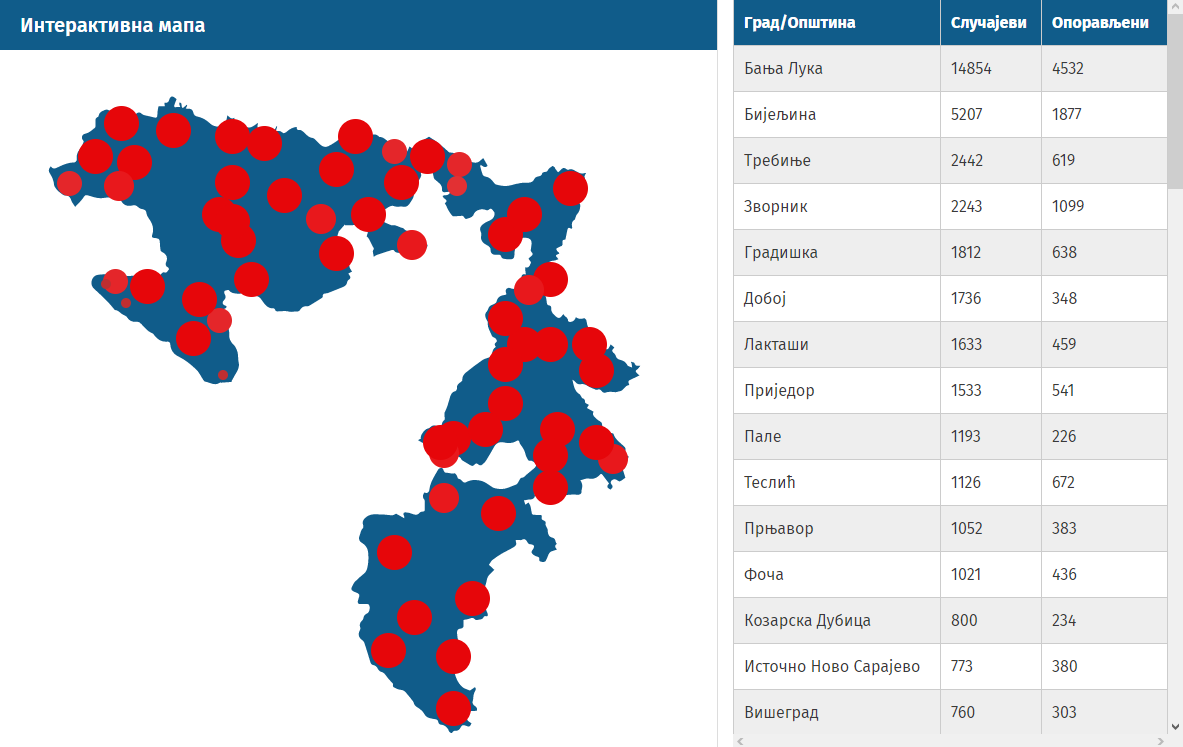 Интерактивна мапа
Град/Општина Случајеви Опорављени
Бања Лука 14854 4532
Бијељина 5207 1877
Требиње 2442 619
Зворник 2243 1099
Градишка 1812 638
Добој 1736 348
Лакташи 1633 459
Приједор 1533 541
Пале 1193 226
Теслић 1126 672
Прњавор 1052 383
Фоча 1021 436
Козарска Дубица 800 234
Источно Ново Сарајево 773 380
Вишеград 760 303